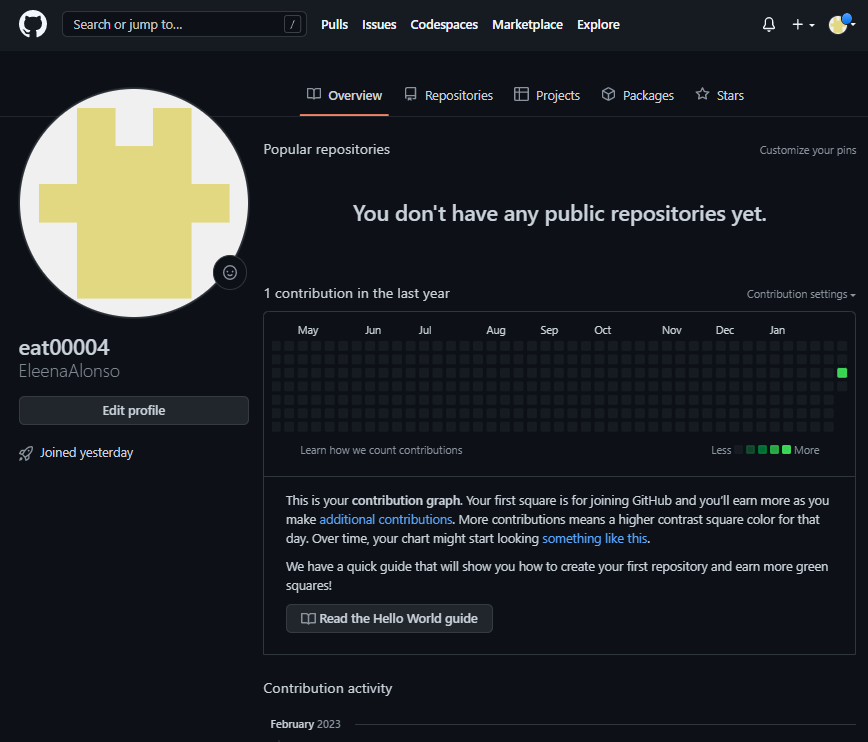 Search or jump to... /
Pulls Issues Codespaces Marketplace Explore
Overview Repositories Projects Packages Stars
eat00004
EleenaAlonso
Edit profile
Joined yesterday
Popular repositories
Customize your pins
You don't have any public repositories yet.
1 contribution in the last year
Contribution settings
May Jun Jul Aug Sep Oct Nov Dec Jan
Learn how we count contributions
Less More
This is your contribution graph. Your first square is for joining GitHub and you'll earn more as you
make additional contributions. More contributions means a higher contrast square color for that
day. Over time, your chart might start looking something like this.
We have a quick guide that will show you how to create your first repository and earn more green
squares!
Read the Hello World guide
Contribution activity
February 2023